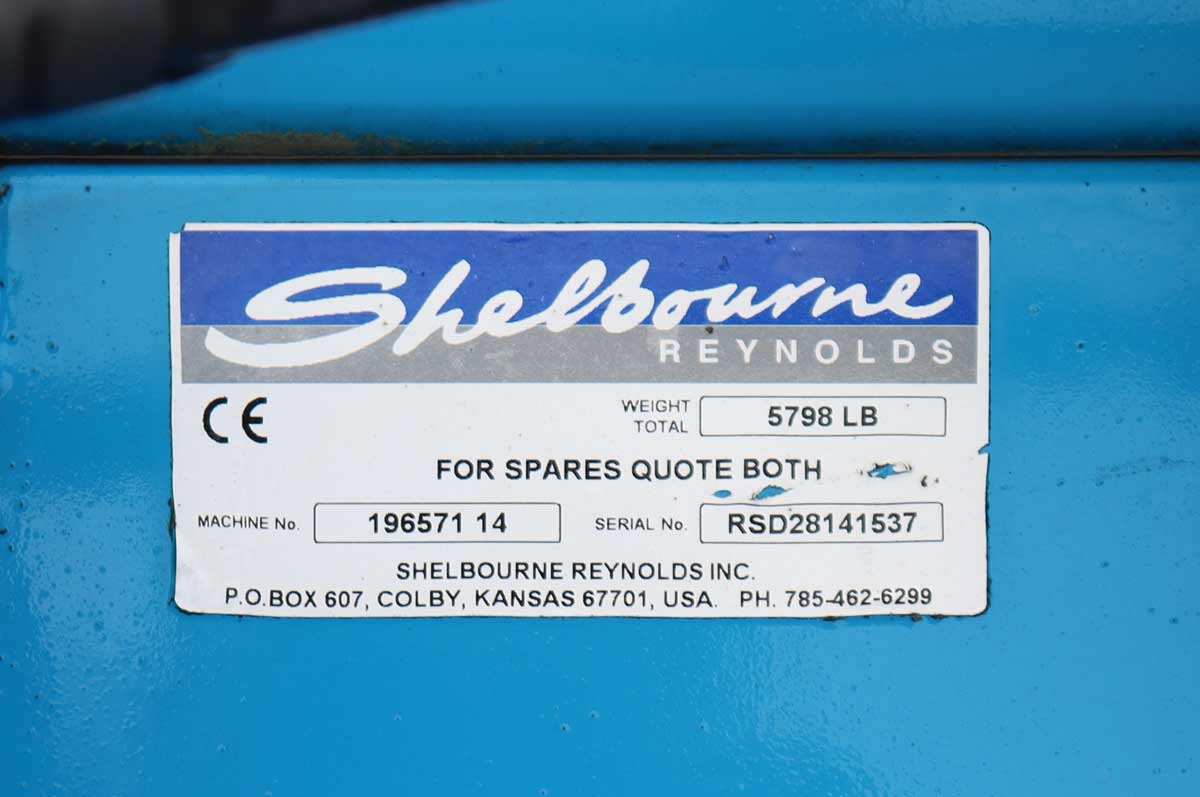 Shelbourne
REYNOLDS
CE
WEIGHT TOTAL 5798 LB
FOR SPARES QUOTE BOTH
MACHINE No. 196571 14 SERIAL No. RSD28141537
SHELBOURNE REYNOLDS INC.
P.O.BOX 607, COLBY, KANSAS 67701, USA. PH. 785-462-6299